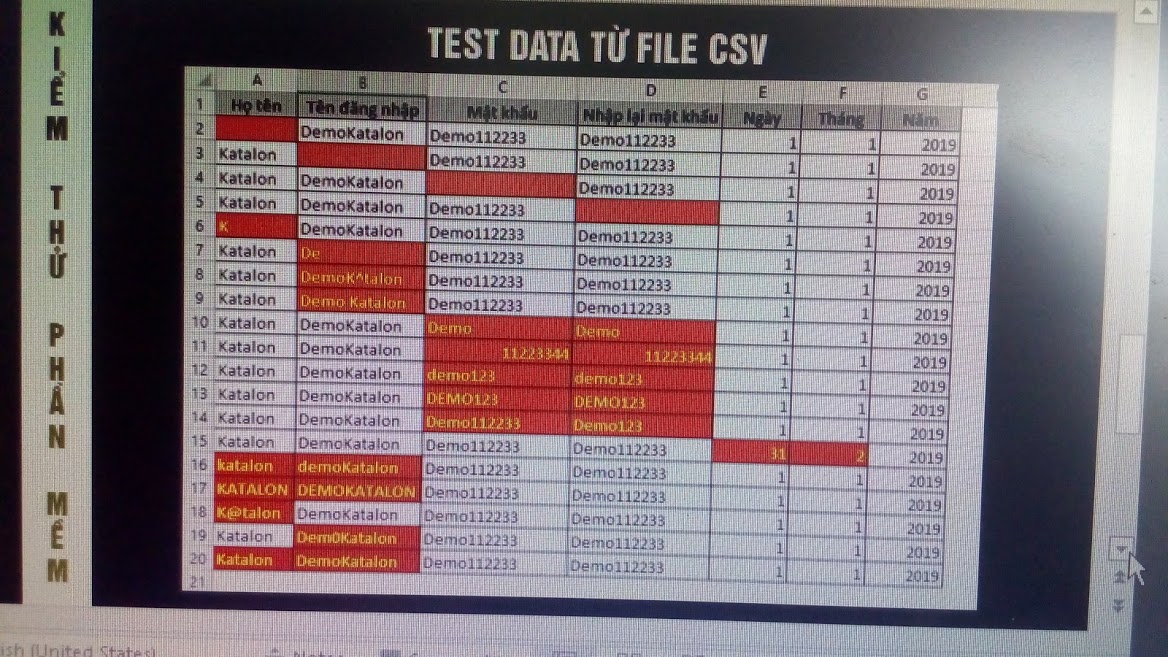 KIỂM THỬ PHẦN MỀM
TEST DATA TỪ FILE CSV
A B C D E F G
1 Họ tên Tên đăng nhập Mật khẩu Nhập lại mật khẩu Ngày Tháng Năm
2 DemoKatalon Demo112233 Demo112233 1 1 2019
3 Katalon Demo112233 Demo112233 1 1 2019
4 Katalon DemoKatalon Demo112233 1 1 2019
5 Katalon DemoKatalon Demo112233 1 1 2019
6 K DemoKatalon Demo112233 Demo112233 1 1 2019
7 Katalon De Demo112233 Demo112233 1 1 2019
8 Katalon DemoK^talon Demo112233 Demo112233 1 1 2019
9 Katalon Demo Katalon Demo112233 Demo112233 1 1 2019
10 Katalon DemoKatalon Demo Demo 1 1 2019
11 Katalon DemoKatalon 11223344 11223344 1 1 2019
12 Katalon DemoKatalon demo123 demo123 1 1 2019
13 Katalon DemoKatalon DEMO123 DEMO123 1 1 2019
14 Katalon DemoKatalon Demo112233 Demo123 1 1 2019
15 Katalon DemoKatalon Demo112233 Demo112233 31 2 2019
16 katalon demoKatalon Demo112233 Demo112233 1 1 2019
17 KATALON DEMOKATALON Demo112233 Demo112233 1 1 2019
18 K@talon DemoKatalon Demo112233 Demo112233 1 1 2019
19 Katalon Dem0Katalon Demo112233 Demo112233 1 1 2019
20 Katalon DemoKatalon Demo112233 Demo112233 1 1 2019
21
(United States)